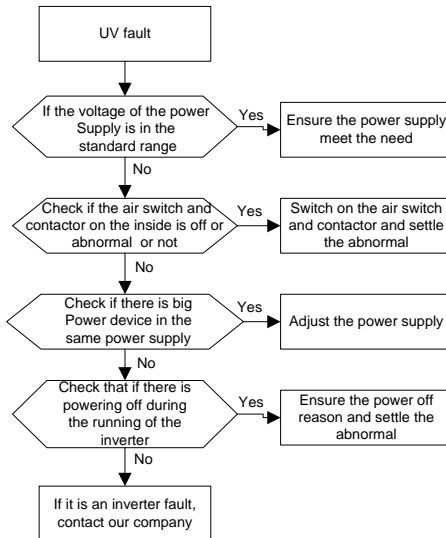 UV fault
If the voltage of the power
Supply is in the
standard range
Yes
Ensure the power supply
meet the need
No
Check if the air switch and
contactor on the inside is off or
abnormal or not
Yes
Switch on the air switch
and contactor and settle
the abnormal
No
Check if there is big
Power device in the
same power supply
Yes
Adjust the power supply
No
Check that if there is
powering off during
the running of the
inverter
Yes
Ensure the power off
reason and settle the
abnormal
No
If it is an inverter fault,
contact our company